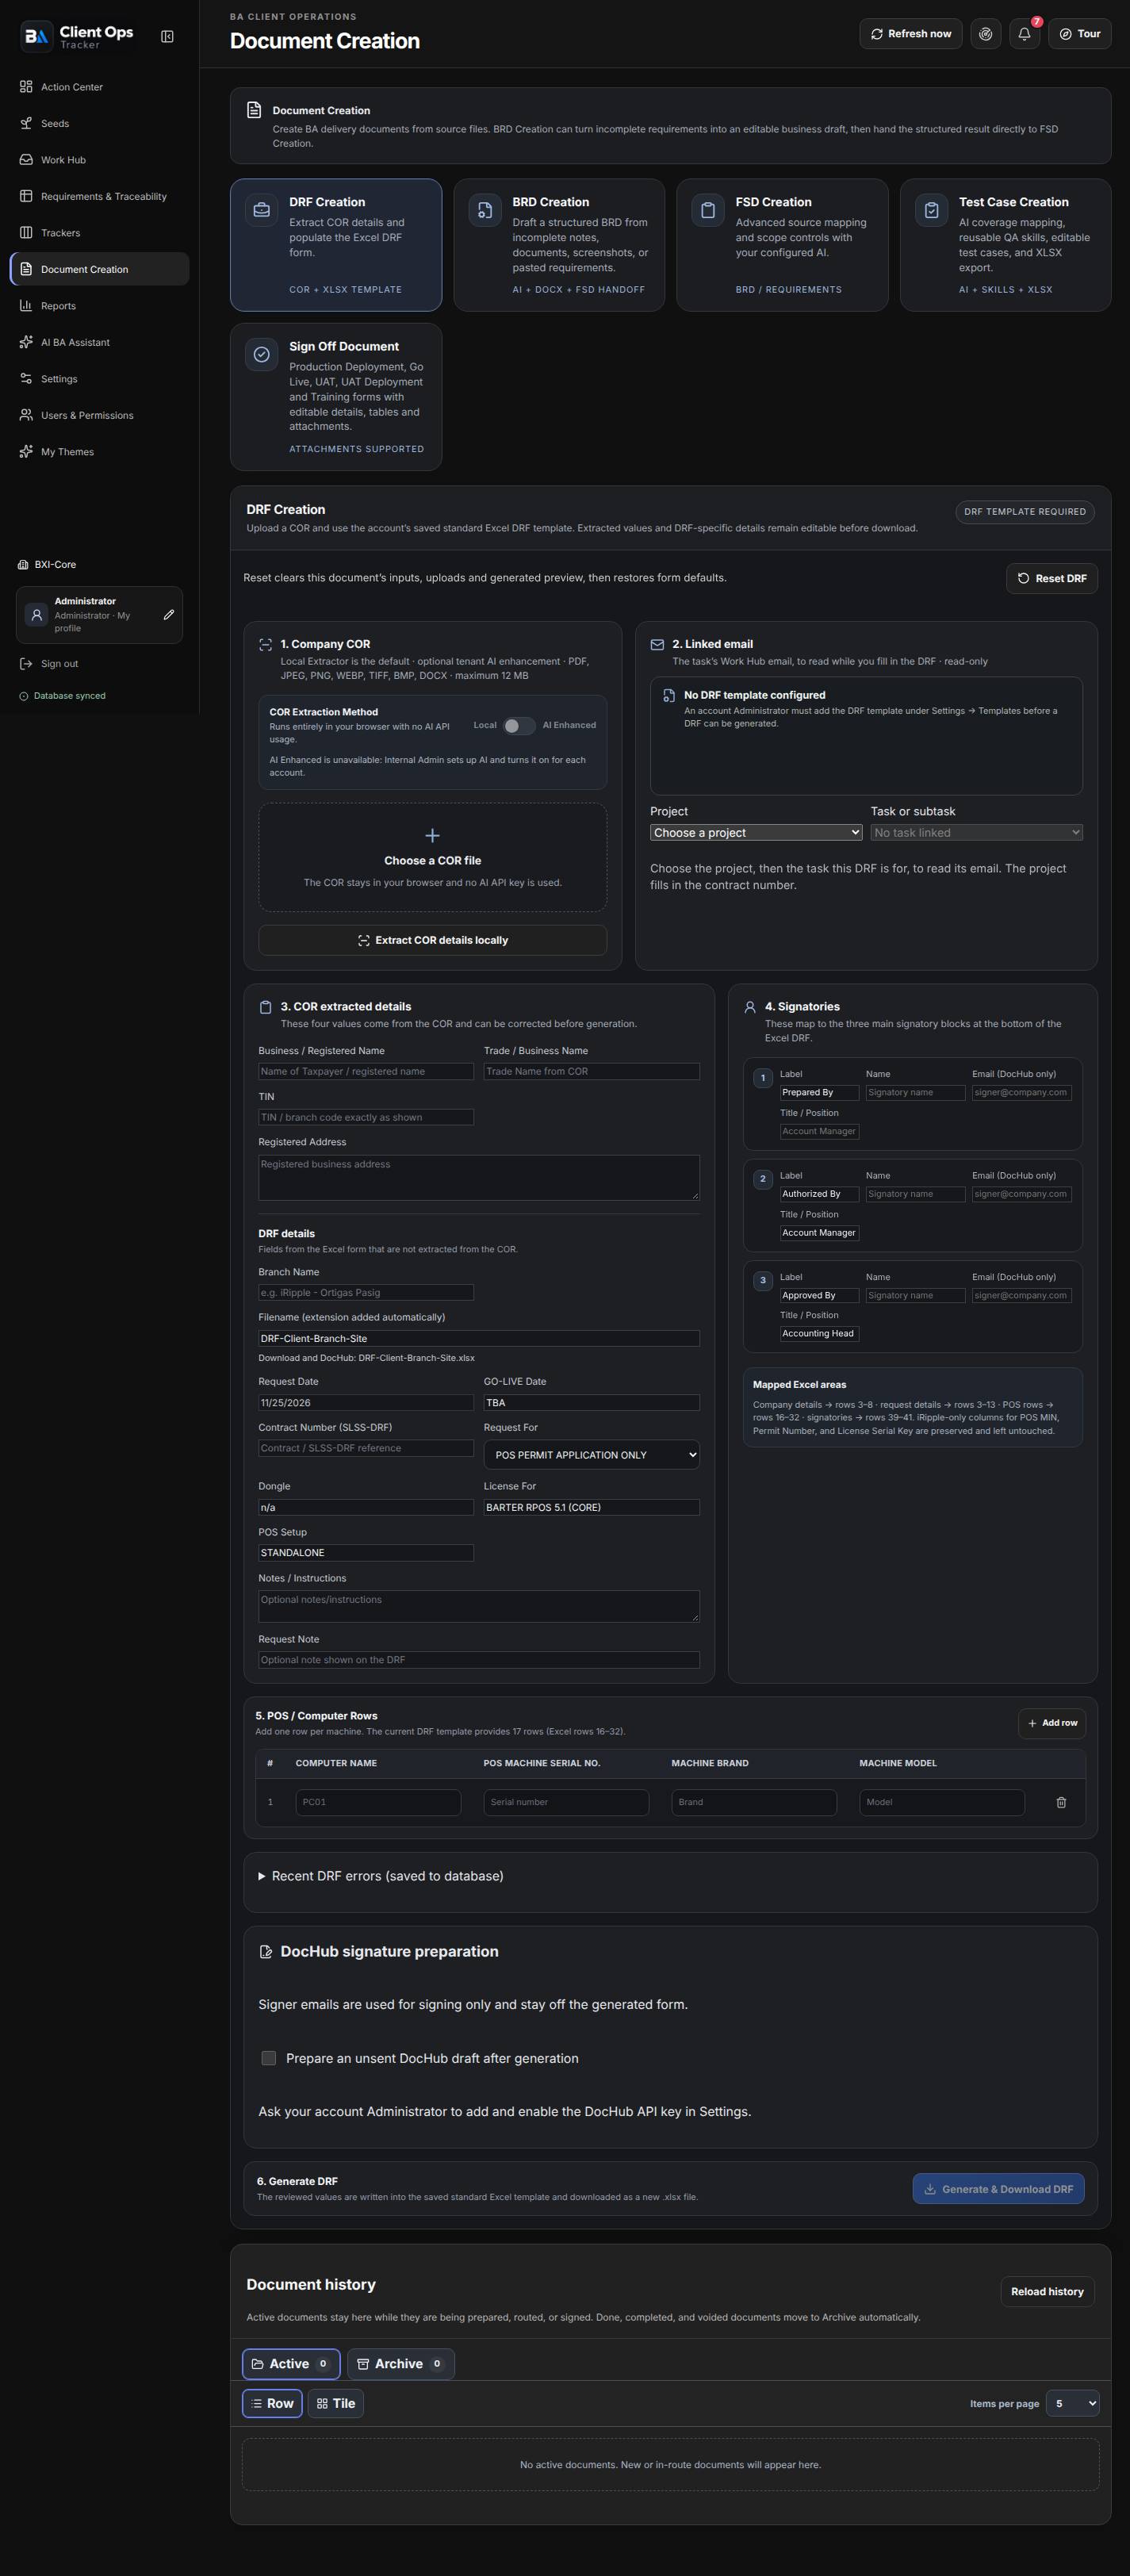 BA Client Ops
Tracker
Action Center
Seeds
Work Hub
Requirements & Traceability
Trackers
Document Creation
Reports
AI BA Assistant
Settings
Users & Permissions
My Themes
BXI-Core
Administrator
Administrator · My
profile
Sign out
Database synced
BA CLIENT OPERATIONS
Document Creation
Refresh now
7
Tour
Document Creation
Create BA delivery documents from source files. BRD Creation can turn incomplete requirements into an editable business draft, then hand the structured result directly to FSD
Creation.
DRF Creation
Extract COR details and
populate the Excel DRF
form.
COR + XLSX TEMPLATE
BRD Creation
Draft a structured BRD from
incomplete notes,
documents, screenshots, or
pasted requirements.
AI + DOCX + FSD HANDOFF
FSD Creation
Advanced source mapping
and scope controls with
your configured AI.
BRD / REQUIREMENTS
Test Case Creation
AI coverage mapping,
reusable QA skills, editable
test cases, and XLSX
export.
AI + SKILLS + XLSX
Sign Off Document
Production Deployment, Go
Live, UAT, UAT Deployment
and Training forms with
editable details, tables and
attachments.
ATTACHMENTS SUPPORTED
DRF Creation
Upload a COR and use the account's saved standard Excel DRF template. Extracted values and DRF-specific details remain editable before download.
DRF TEMPLATE REQUIRED
Reset clears this document's inputs, uploads and generated preview, then restores form defaults.
Reset DRF
1. Company COR
Local Extractor is the default · optional tenant AI enhancement · PDF,
JPEG, PNG, WEBP, TIFF, BMP, DOCX · maximum 12 MB
COR Extraction Method
Runs entirely in your browser with no AI API
usage.
Local
AI Enhanced
AI Enhanced is unavailable: Internal Admin sets up AI and turns it on for each
account.
Choose a COR file
The COR stays in your browser and no AI API key is used.
Extract COR details locally
2. Linked email
The task's Work Hub email, to read while you fill in the DRF · read-only
No DRF template configured
An account Administrator must add the DRF template under Settings → Templates before a
DRF can be generated.
Project
Task or subtask
Choose a project
No task linked
Choose the project, then the task this DRF is for, to read its email. The project
fills in the contract number.
3. COR extracted details
These four values come from the COR and can be corrected before generation.
Business / Registered Name
Trade / Business Name
Name of Taxpayer / registered name
Trade Name from COR
TIN
TIN / branch code exactly as shown
Registered Address
Registered business address
DRF details
Fields from the Excel form that are not extracted from the COR.
Branch Name
e.g. iRipple - Ortigas Pasig
Filename (extension added automatically)
DRF-Client-Branch-Site
Download and DocHub: DRF-Client-Branch-Site.xlsx
Request Date
GO-LIVE Date
11/25/2026
TBA
Contract Number (SLSS-DRF)
Request For
Contract / SLSS-DRF reference
POS PERMIT APPLICATION ONLY
Dongle
License For
n/a
BARTER RPOS 5.1 (CORE)
POS Setup
STANDALONE
Notes / Instructions
Optional notes/instructions
Request Note
Optional note shown on the DRF
4. Signatories
These map to the three main signatory blocks at the bottom of the
Excel DRF.
1
Label
Name
Email (DocHub only)
Prepared By
Signatory name
signer@company.com
Title / Position
Account Manager
2
Label
Name
Email (DocHub only)
Authorized By
Signatory name
signer@company.com
Title / Position
Account Manager
3
Label
Name
Email (DocHub only)
Approved By
Signatory name
signer@company.com
Title / Position
Accounting Head
Mapped Excel areas
Company details → rows 3–8 · request details → rows 3–13 · POS rows →
rows 16–32 · signatories → rows 39–41. iRipple-only columns for POS MIN,
Permit Number, and License Serial Key are preserved and left untouched.
5. POS / Computer Rows
Add one row per machine. The current DRF template provides 17 rows (Excel rows 16–32).
Add row
#
COMPUTER NAME
POS MACHINE SERIAL NO.
MACHINE BRAND
MACHINE MODEL
1
PC01
Serial number
Brand
Model
Recent DRF errors (saved to database)
DocHub signature preparation
Signer emails are used for signing only and stay off the generated form.
Prepare an unsent DocHub draft after generation
Ask your account Administrator to add and enable the DocHub API key in Settings.
6. Generate DRF
The reviewed values are written into the saved standard Excel template and downloaded as a new .xlsx file.
Generate & Download DRF
Document history
Active documents stay here while they are being prepared, routed, or signed. Done, completed, and voided documents move to Archive automatically.
Reload history
Active 0
Archive 0
Row
Tile
Items per page
5
No active documents. New or in-route documents will appear here.